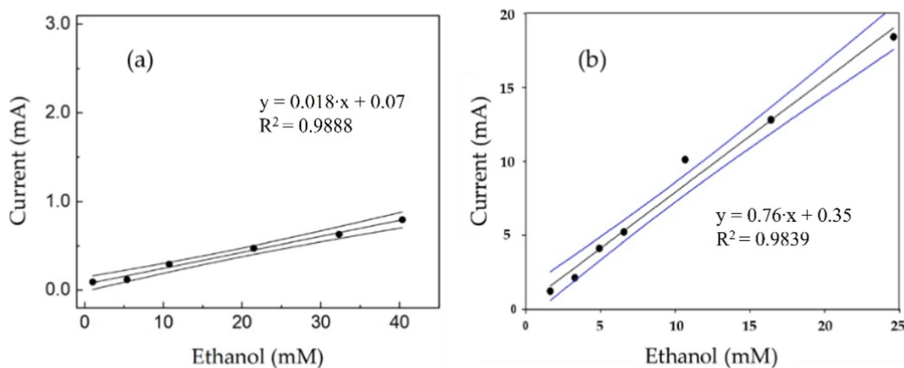 (a)
y = 0.018·x + 0.07
R² = 0.9888
Current (mA)
3.0
2.0
1.0
0.0
0 10 20 30 40
Ethanol (mM)
(b)
y = 0.76·x + 0.35
R² = 0.9839
Current (mA)
20
15
10
5
0
0 5 10 15 20 25
Ethanol (mM)